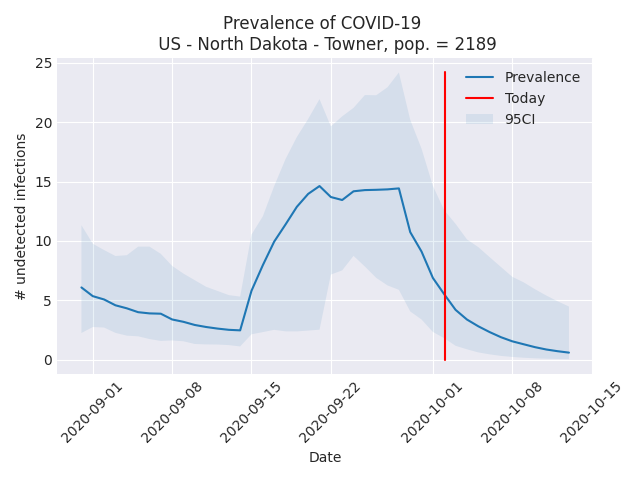 Prevalence of COVID-19
US - North Dakota - Towner, pop. = 2189
# undetected infections
25
20
15
10
5
0
Prevalence
Today
95CI
2020-09-01
2020-09-08
2020-09-15
2020-09-22
2020-10-01
2020-10-08
2020-10-15
Date